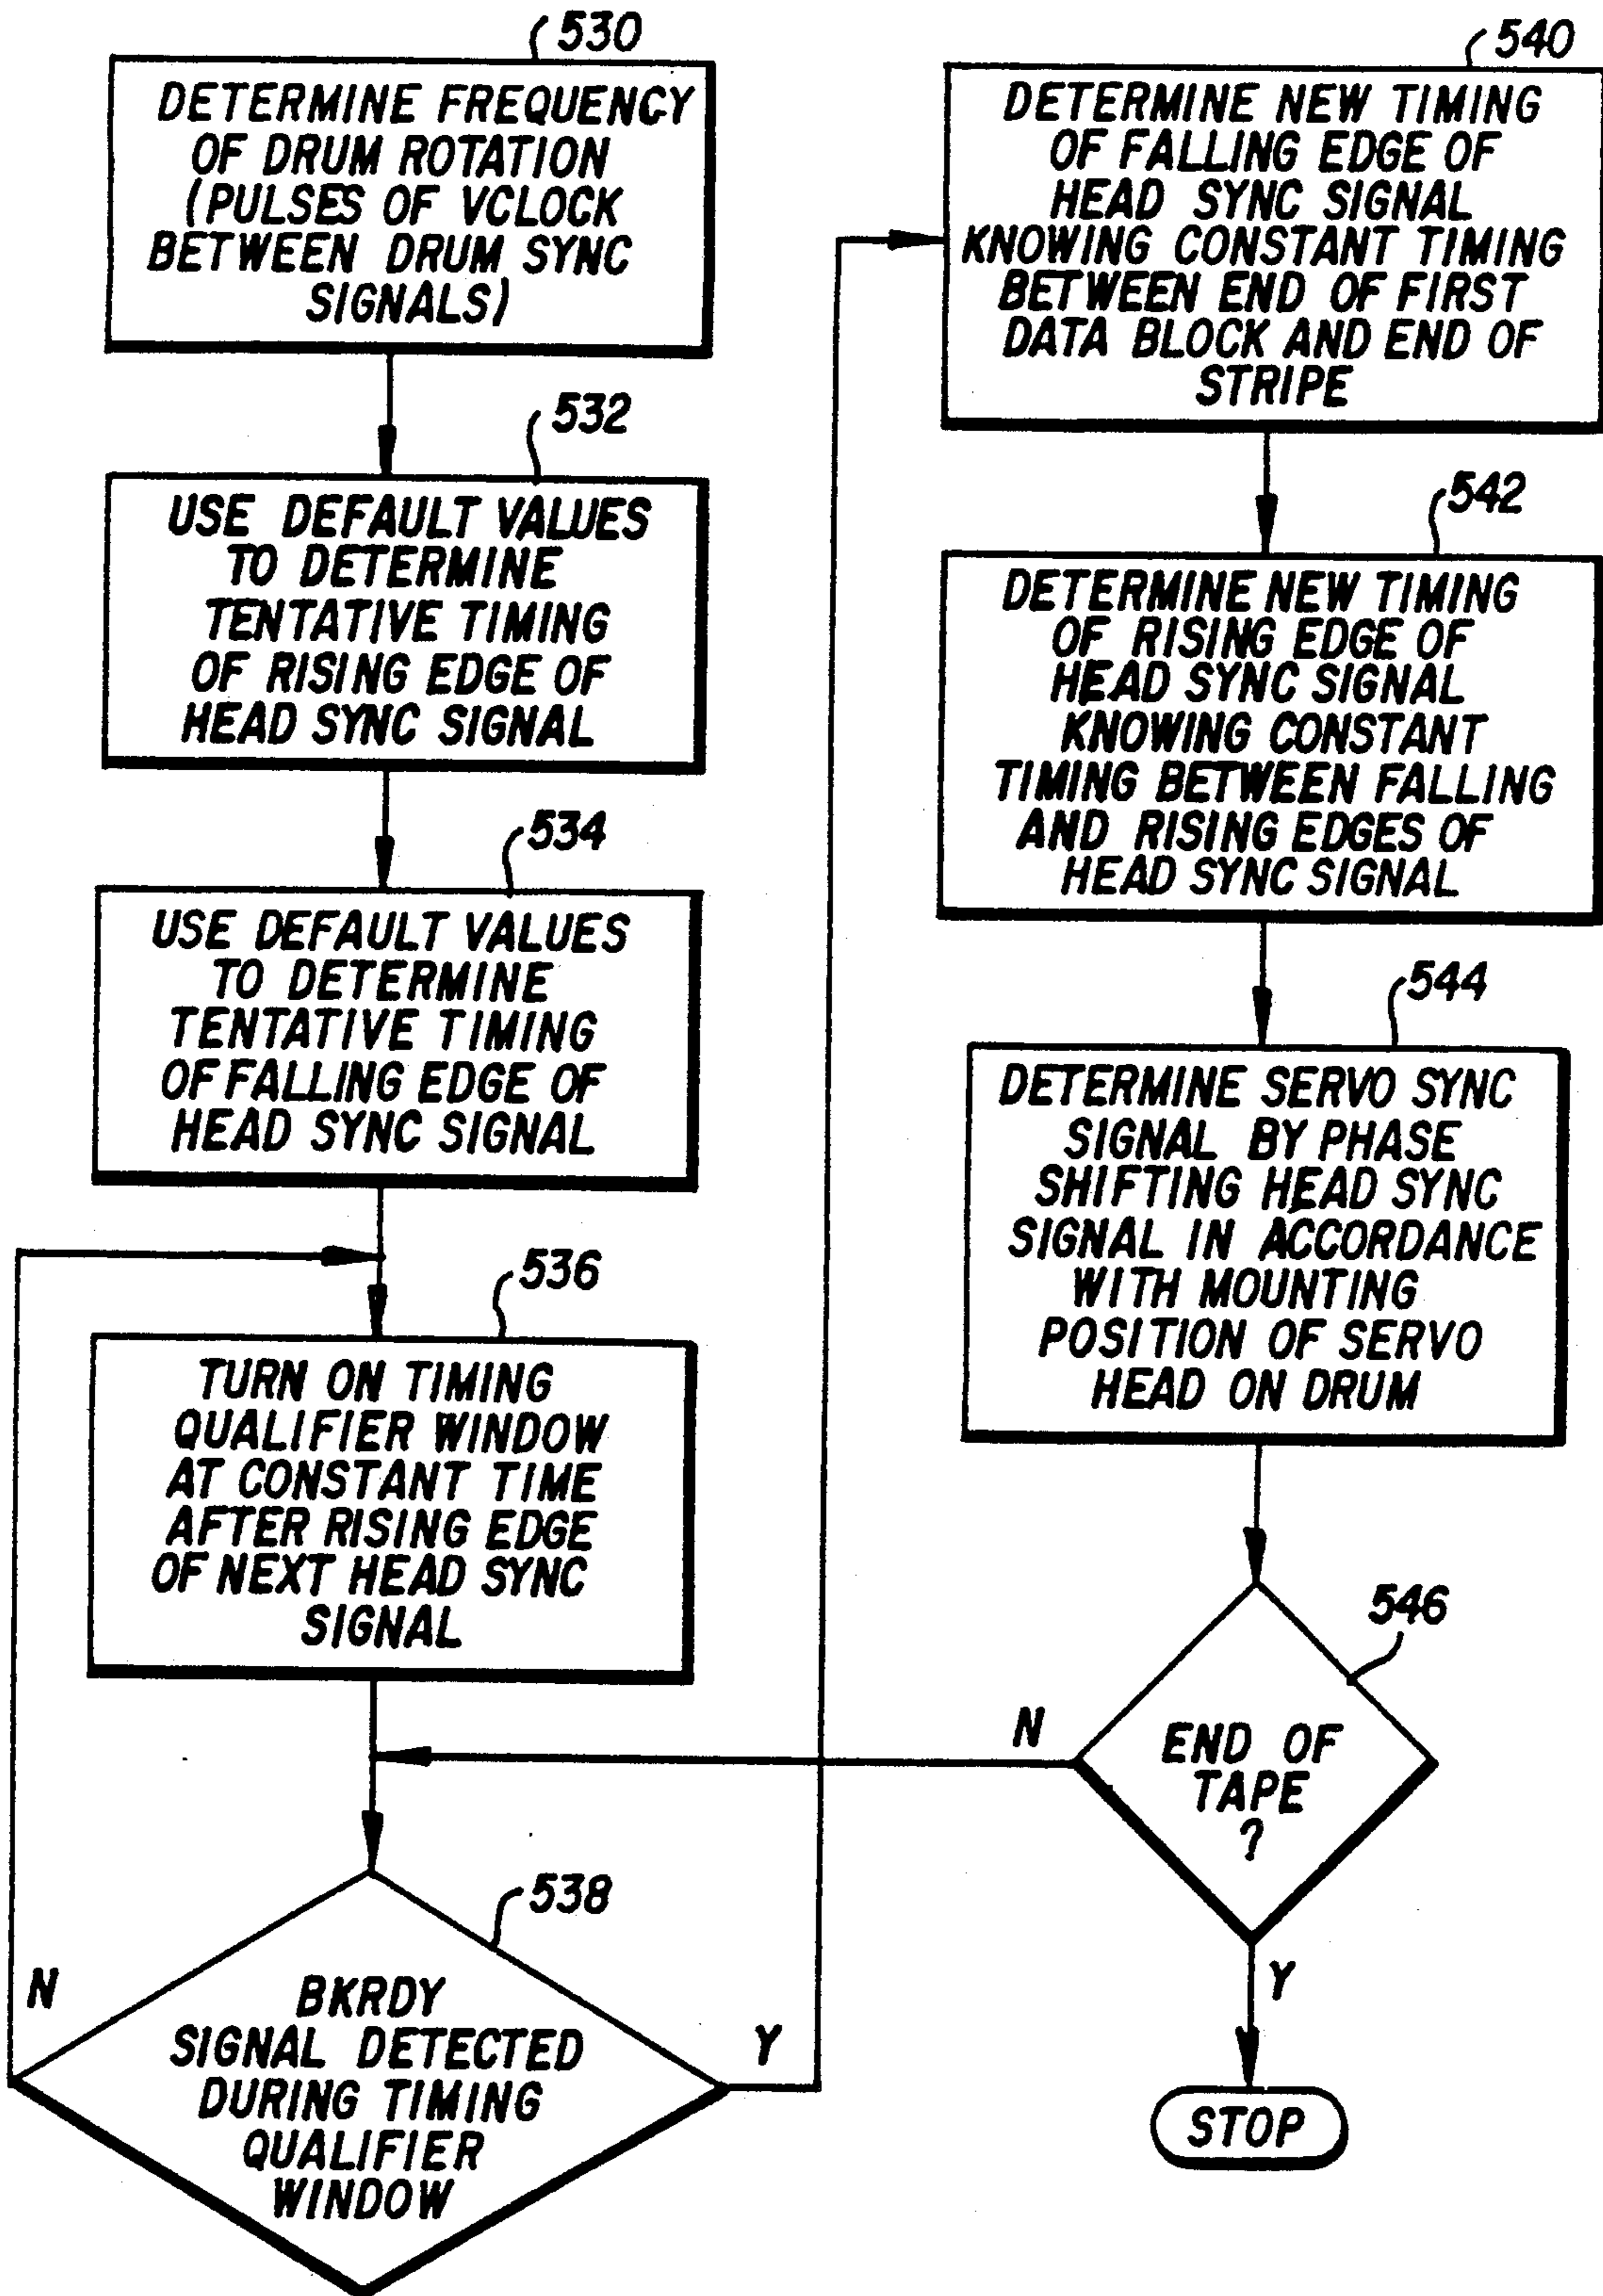 530
DETERMINE FREQUENCY
OF DRUM ROTATION
(PULSES OF VCLOCK
BETWEEN DRUM SYNC
SIGNALS)
532
USE DEFAULT VALUES
TO DETERMINE
TENTATIVE TIMING
OF RISING EDGE OF
HEAD SYNC SIGNAL
534
USE DEFAULT VALUES
TO DETERMINE
TENTATIVE TIMING
OF FALLING EDGE OF
HEAD SYNC SIGNAL
536
TURN ON TIMING
QUALIFIER WINDOW
AT CONSTANT TIME
AFTER RISING EDGE
OF NEXT HEAD SYNC
SIGNAL
538
N
BKRDY
SIGNAL DETECTED
DURING TIMING
QUALIFIER
WINDOW
Y
540
DETERMINE NEW TIMING
OF FALLING EDGE OF
HEAD SYNC SIGNAL
KNOWING CONSTANT TIMING
BETWEEN END OF FIRST
DATA BLOCK AND END OF
STRIPE
542
DETERMINE NEW TIMING
OF RISING EDGE OF
HEAD SYNC SIGNAL
KNOWING CONSTANT
TIMING BETWEEN FALLING
AND RISING EDGES OF
HEAD SYNC SIGNAL
544
DETERMINE SERVO SYNC
SIGNAL BY PHASE
SHIFTING HEAD SYNC
SIGNAL IN ACCORDANCE
WITH MOUNTING
POSITION OF SERVO
HEAD ON DRUM
546
N
END OF
TAPE
?
Y
STOP